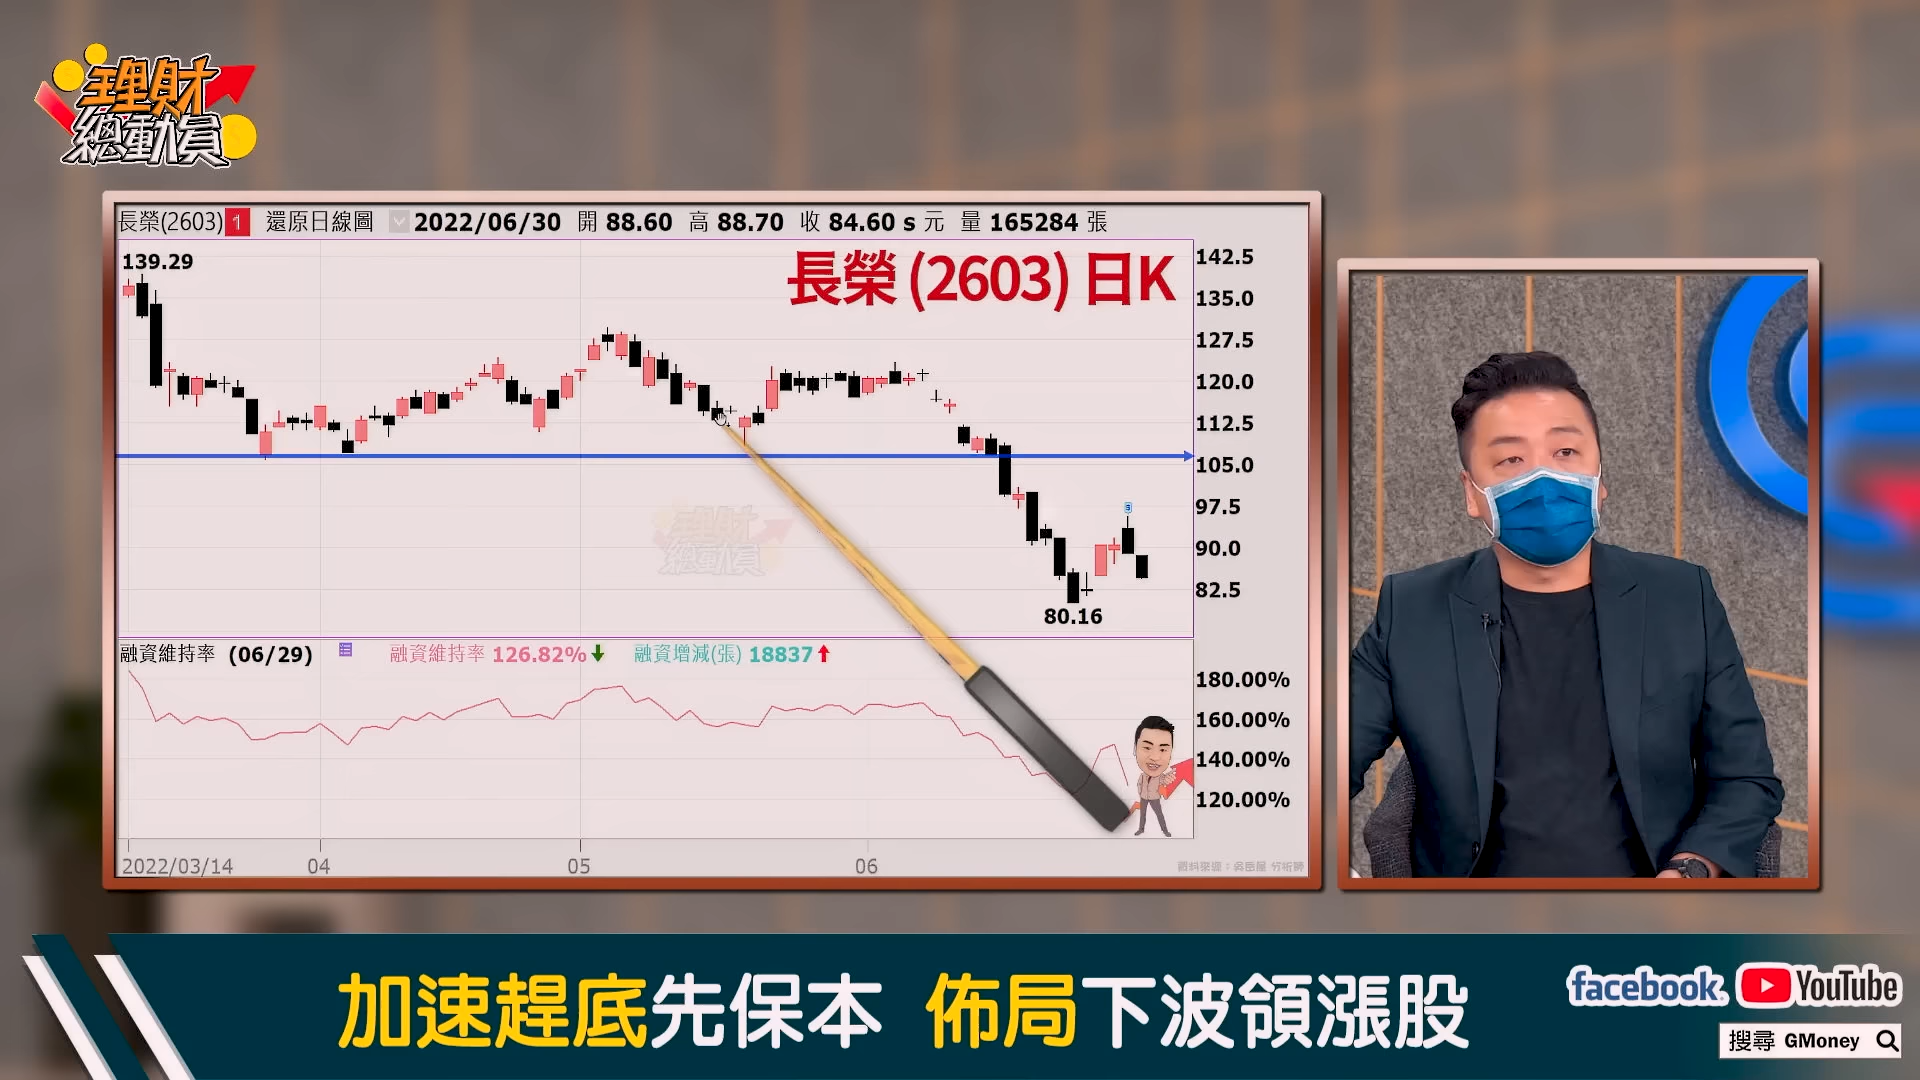 理財
總動員
長榮(2603) 1 還原日線圖 2022/06/30 開 88.60 高 88.70 收 84.60 s 元 量 165284 張
長榮(2603)日K
139.29
142.5
135.0
127.5
120.0
112.5
105.0
97.5
90.0
82.5
80.16
理財
總動員
融資維持率 (06/29) 融資維持率 126.82% 融資增減(張) 18837
180.00%
160.00%
140.00%
120.00%
2022/03/14 04 05 06
加速趕底先保本 佈局下波領漲股
facebook. YouTube
搜尋 GMoney